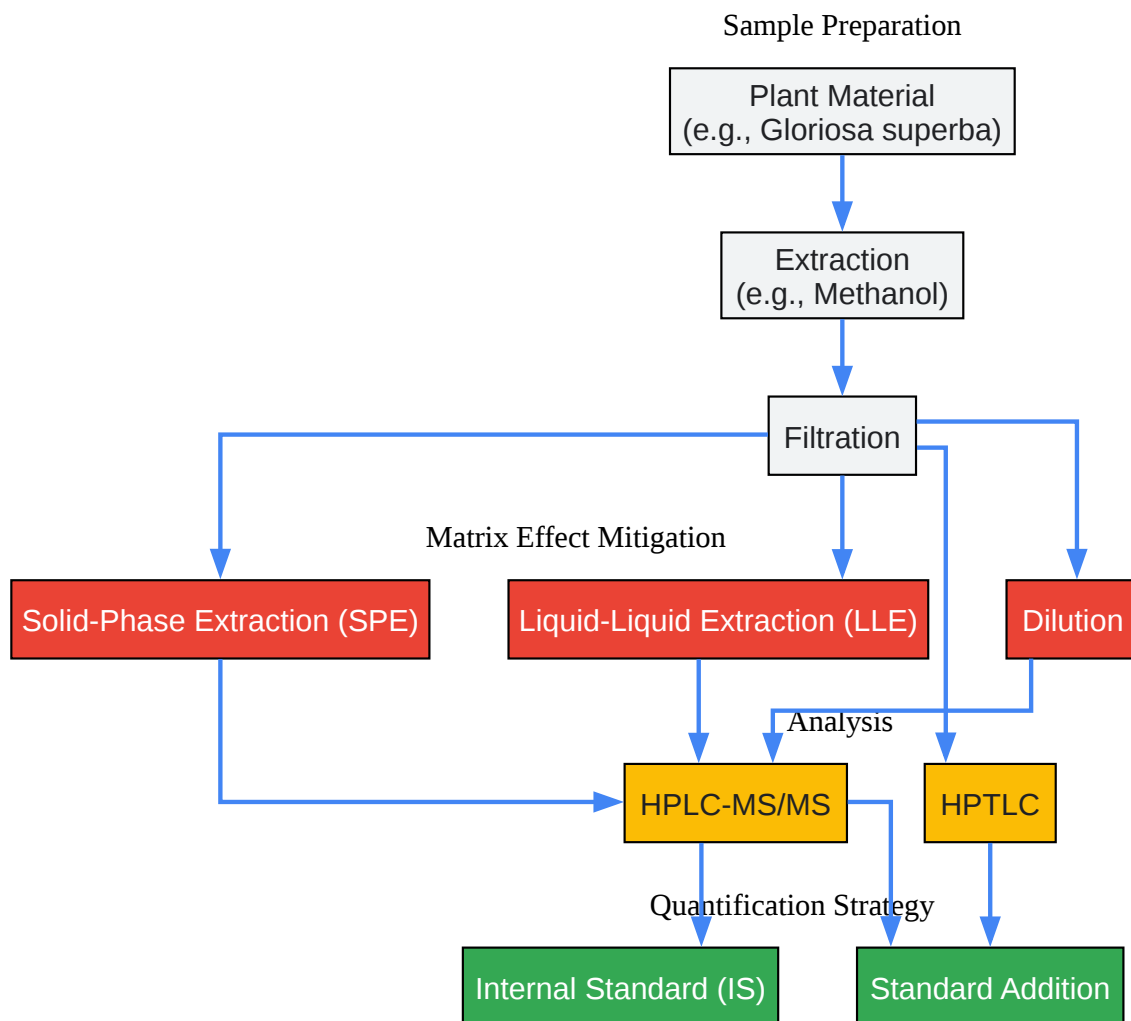 Sample Preparation
Plant Material
(e.g., Gloriosa superba)
Extraction
(e.g., Methanol)
Filtration
Matrix Effect Mitigation
Solid-Phase Extraction (SPE)
Liquid-Liquid Extraction (LLE)
Dilution
Analysis
HPLC-MS/MS
HPTLC
Quantification Strategy
Internal Standard (IS)
Standard Addition